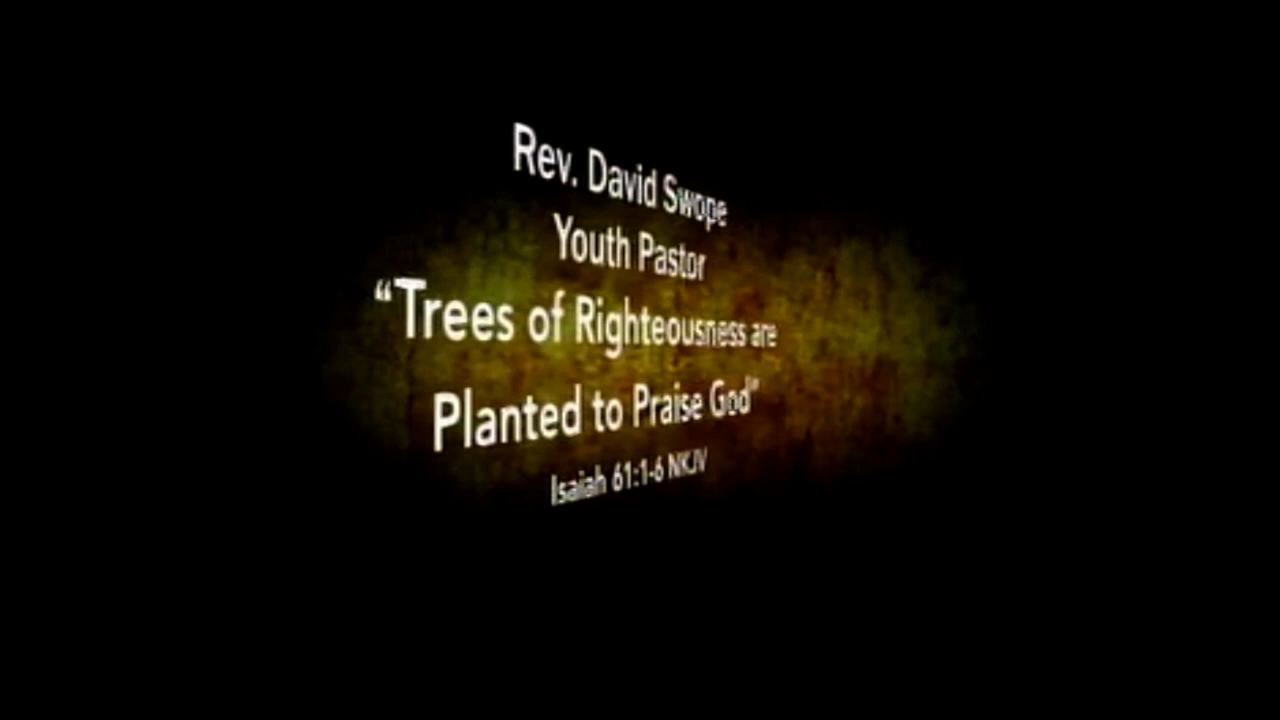 Rev. David Swope
Youth Pastor
“Trees of Righteousness are
Planted to Praise God”
Isaiah 61:1-6 NKJV